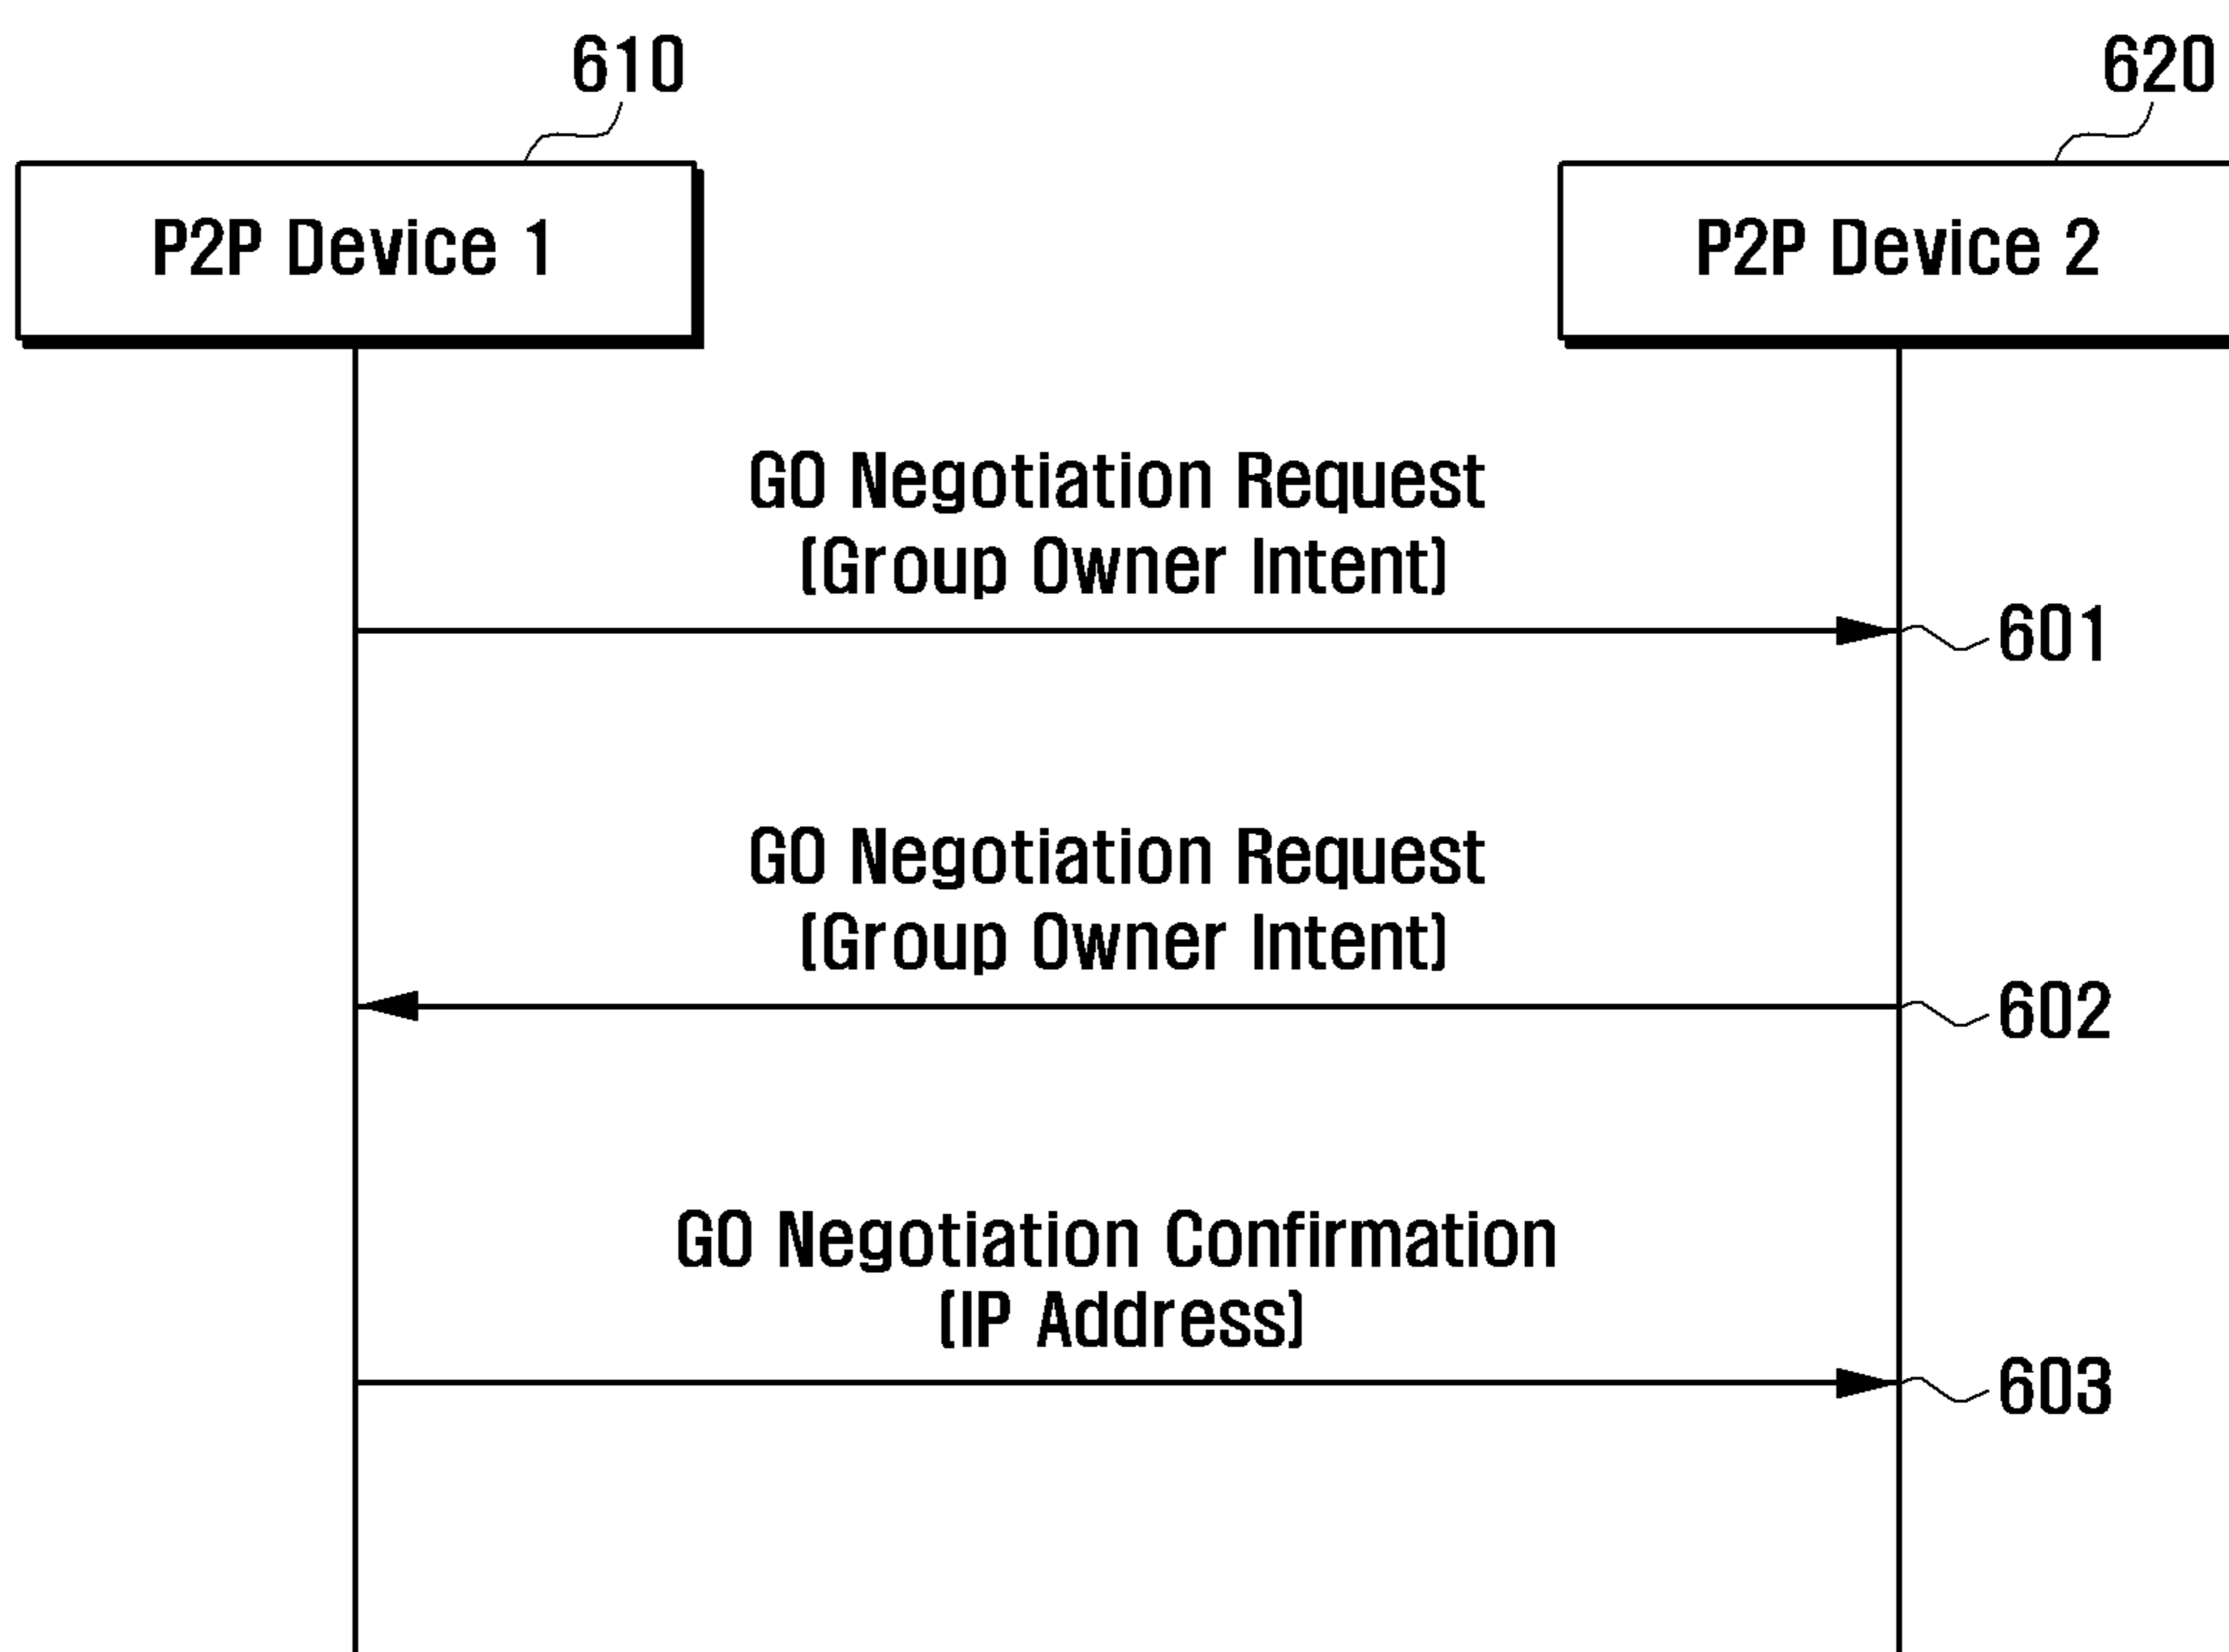 610
620
P2P Device 1
P2P Device 2
GO Negotiation Request
(Group Owner Intent)
601
GO Negotiation Request
(Group Owner Intent)
602
GO Negotiation Confirmation
(IP Address)
603